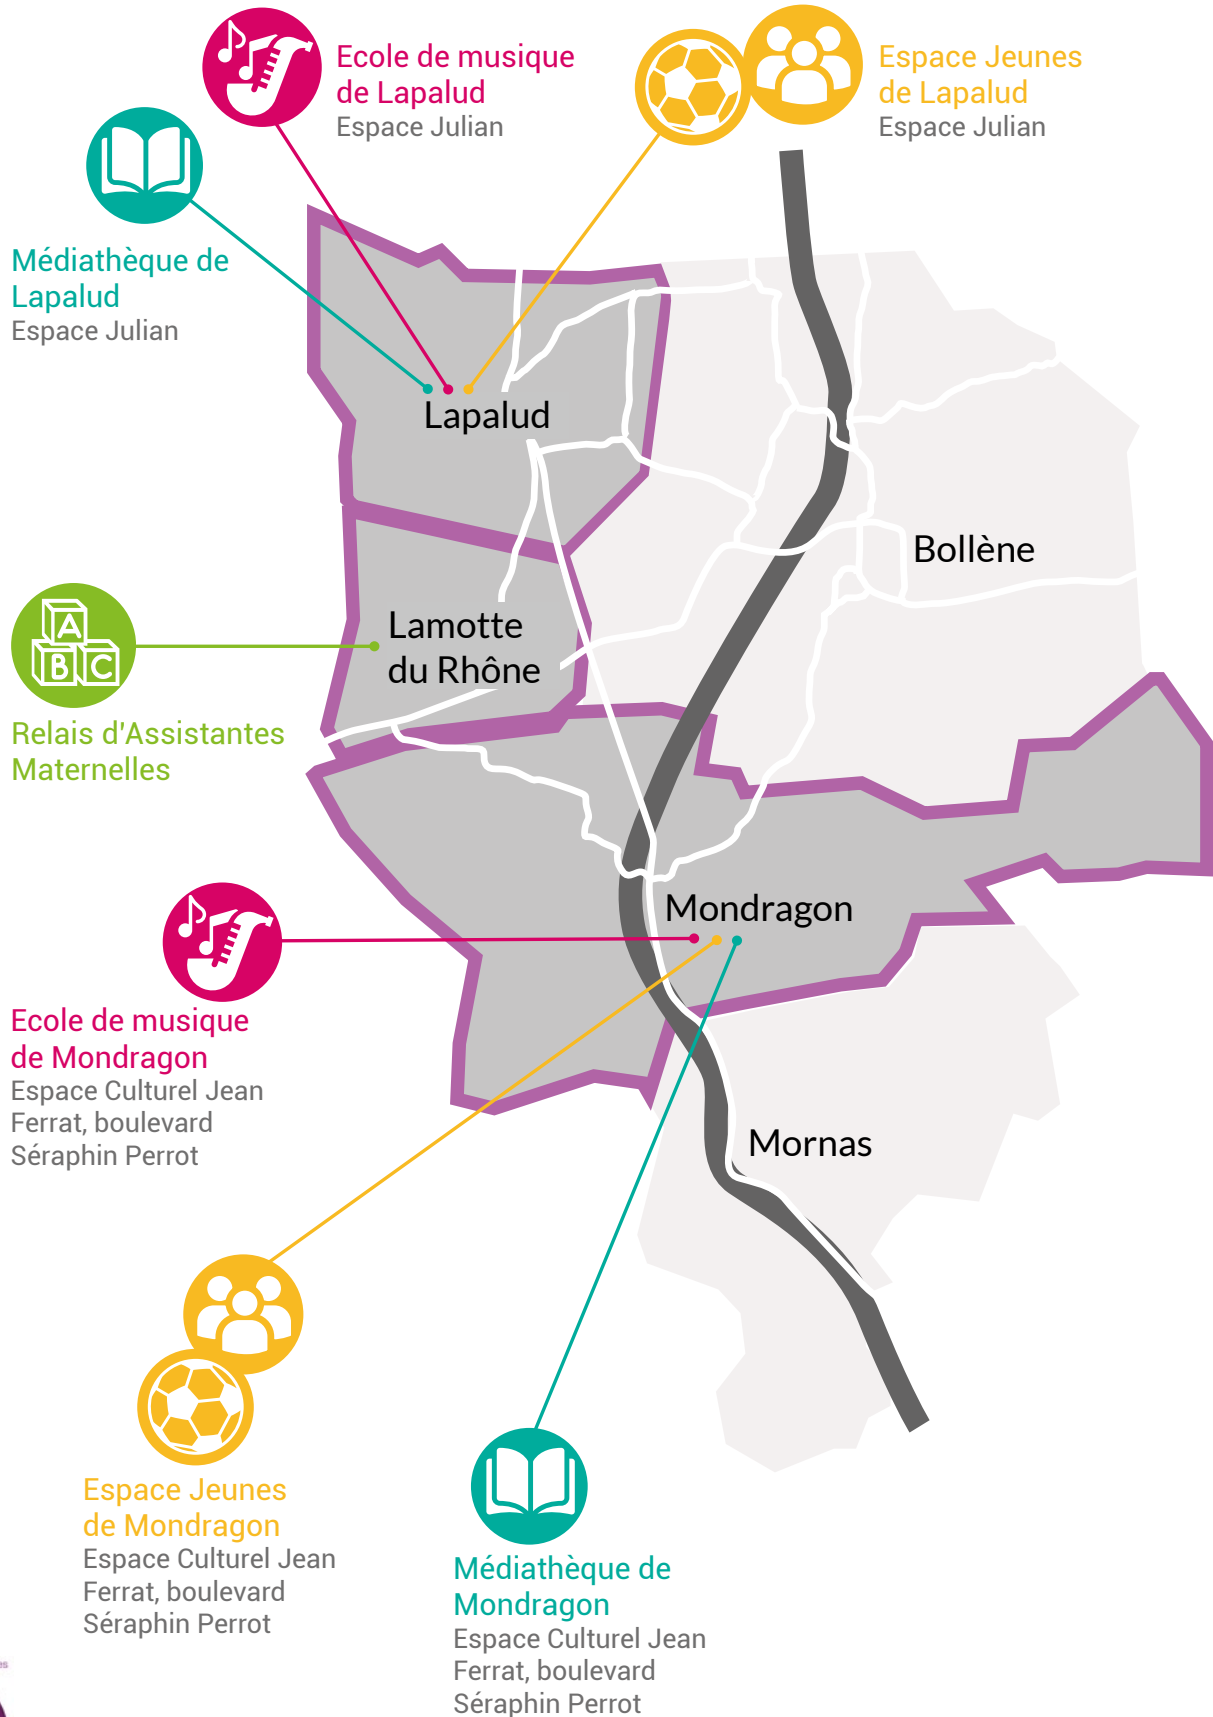 Ecole de musique
de Lapalud
Espace Julian
Espace Jeunes
de Lapalud
Espace Julian
Médiathèque de
Lapalud
Espace Julian
Lapalud
Bollène
A
B C
Lamotte
du Rhône
Relais d'Assistantes
Maternelles
Mondragon
Ecole de musique
de Mondragon
Espace Culturel Jean
Ferrat, boulevard
Séraphin Perrot
Mornas
Espace Jeunes
de Mondragon
Espace Culturel Jean
Ferrat, boulevard
Séraphin Perrot
Médiathèque de
Mondragon
Espace Culturel Jean
Ferrat, boulevard
Séraphin Perrot